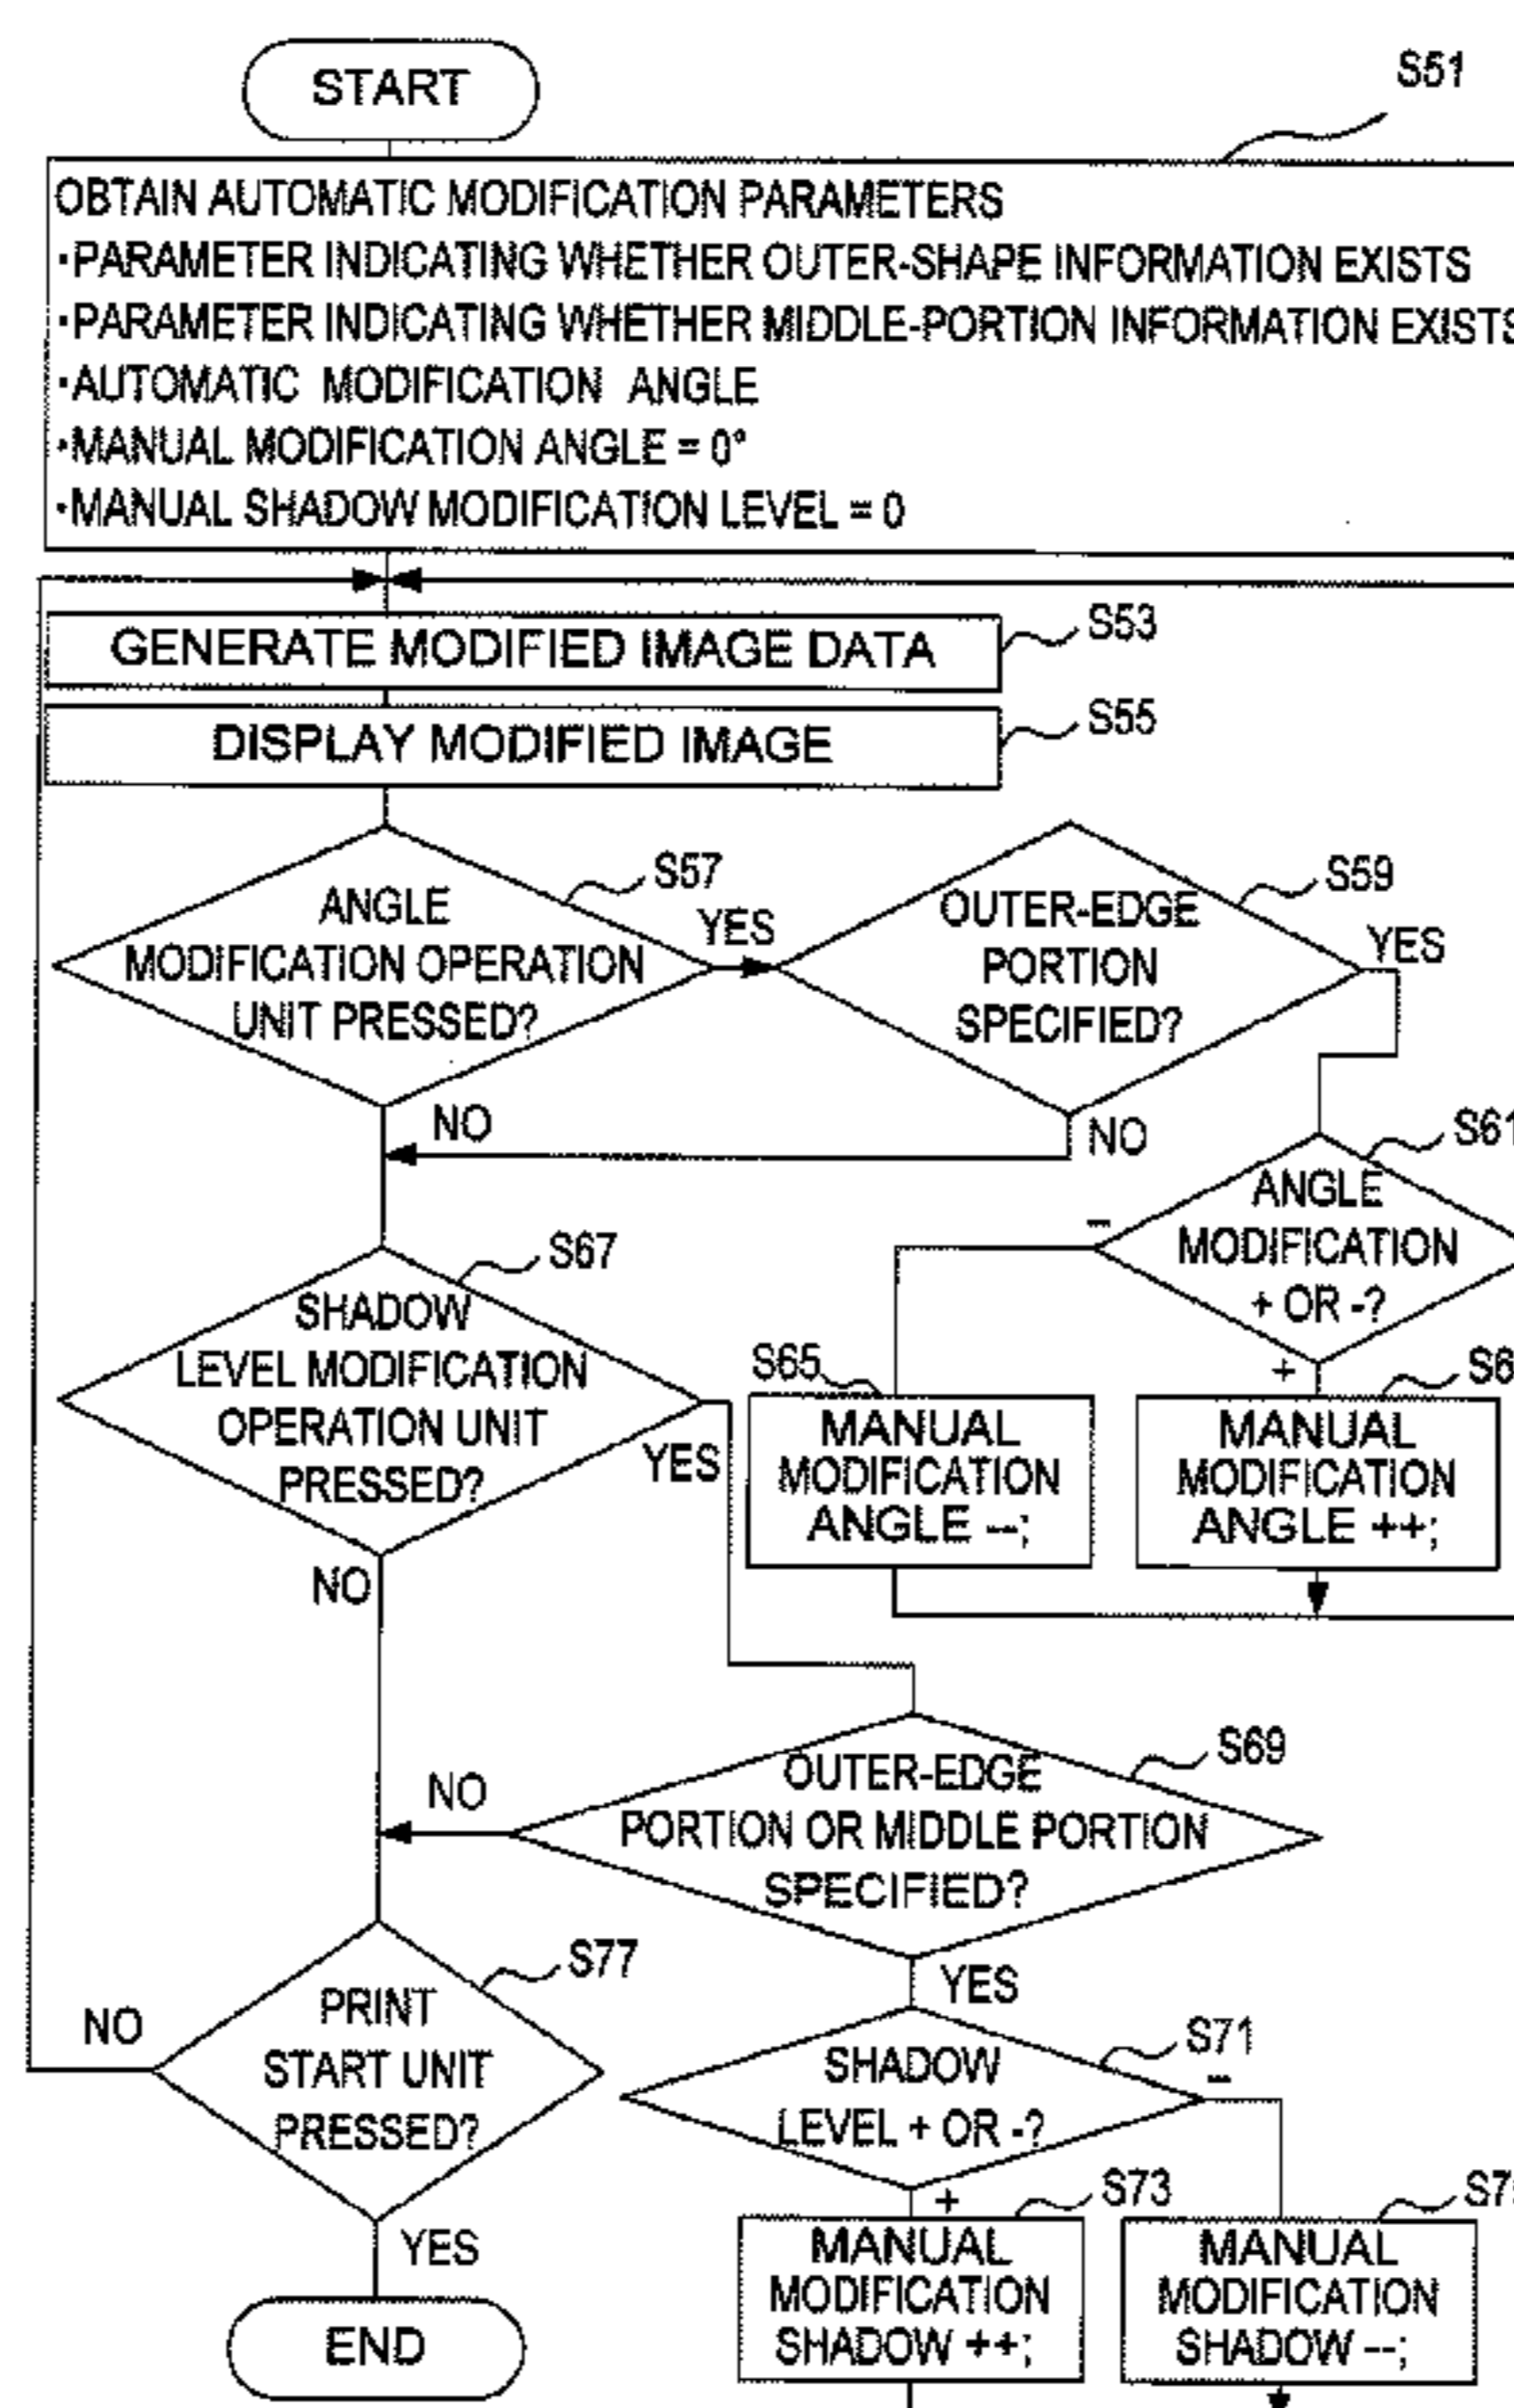 START
S51
OBTAIN AUTOMATIC MODIFICATION PARAMETERS
·PARAMETER INDICATING WHETHER OUTER-SHAPE INFORMATION EXISTS
·PARAMETER INDICATING WHETHER MIDDLE-PORTION INFORMATION EXISTS
·AUTOMATIC MODIFICATION ANGLE
·MANUAL MODIFICATION ANGLE = 0°
·MANUAL SHADOW MODIFICATION LEVEL = 0
GENERATE MODIFIED IMAGE DATA
S53
DISPLAY MODIFIED IMAGE
S55
S57
ANGLE
MODIFICATION OPERATION
UNIT PRESSED?
YES
NO
S59
OUTER-EDGE
PORTION
SPECIFIED?
YES
NO
S61
ANGLE
MODIFICATION
+ OR -?
-
+
S65
MANUAL
MODIFICATION
ANGLE --;
MANUAL
MODIFICATION
ANGLE ++;
S67
SHADOW
LEVEL MODIFICATION
OPERATION UNIT
PRESSED?
YES
NO
S69
OUTER-EDGE
PORTION OR MIDDLE PORTION
SPECIFIED?
NO
YES
S77
PRINT
START UNIT
PRESSED?
NO
YES
S71
SHADOW
LEVEL + OR -?
-
+
S73
MANUAL
MODIFICATION
SHADOW ++;
MANUAL
MODIFICATION
SHADOW --;
END